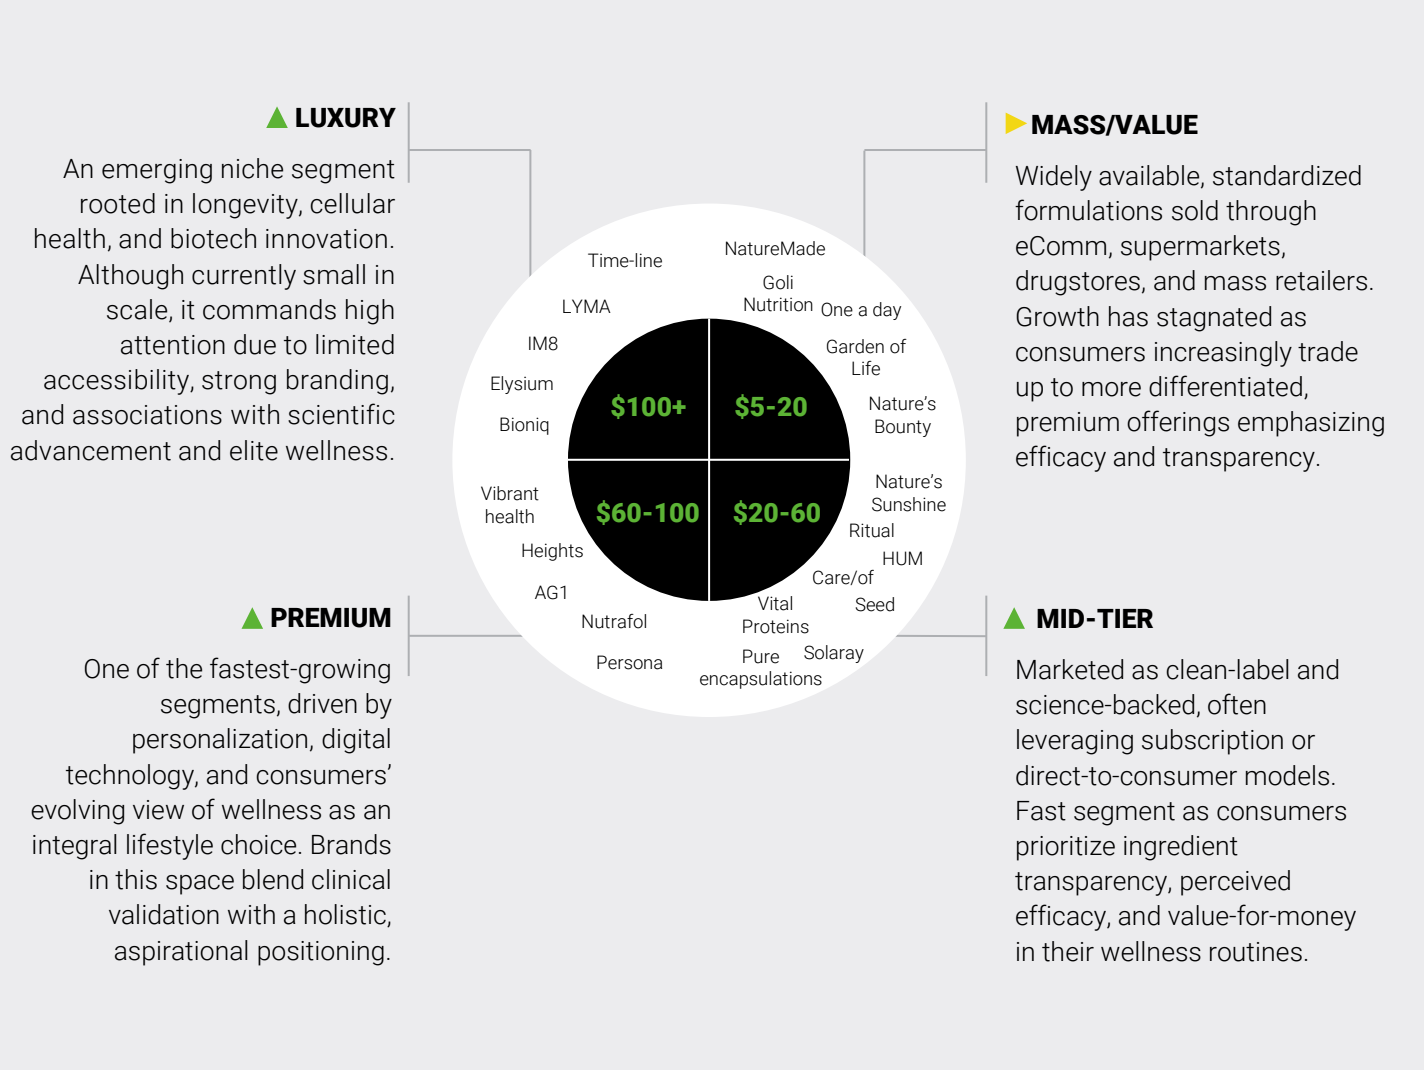 LUXURY
An emerging niche segment
rooted in longevity, cellular
health, and biotech innovation.
Although currently small in
scale, it commands high
attention due to limited
accessibility, strong branding,
and associations with scientific
advancement and elite wellness.
MASS/VALUE
Widely available, standardized
formulations sold through
eComm, supermarkets,
drugstores, and mass retailers.
Growth has stagnated as
consumers increasingly trade
up to more differentiated,
premium offerings emphasizing
efficacy and transparency.
Time-line
LYMA
IM8
Elysium
Bioniq
NatureMade
Goli
Nutrition
One a day
Garden of
Life
Nature's
Bounty
$100+
$5-20
$60-100
$20-60
Vibrant
health
Heights
AG1
Nutrafol
Persona
Nature's
Sunshine
Ritual
HUM
Care/of
Seed
Vital
Proteins
Solaray
Pure
encapsulations
PREMIUM
One of the fastest-growing
segments, driven by
personalization, digital
technology, and consumers’
evolving view of wellness as an
integral lifestyle choice. Brands
in this space blend clinical
validation with a holistic,
aspirational positioning.
MID-TIER
Marketed as clean-label and
science-backed, often
leveraging subscription or
direct-to-consumer models.
Fast segment as consumers
prioritize ingredient
transparency, perceived
efficacy, and value-for-money
in their wellness routines.